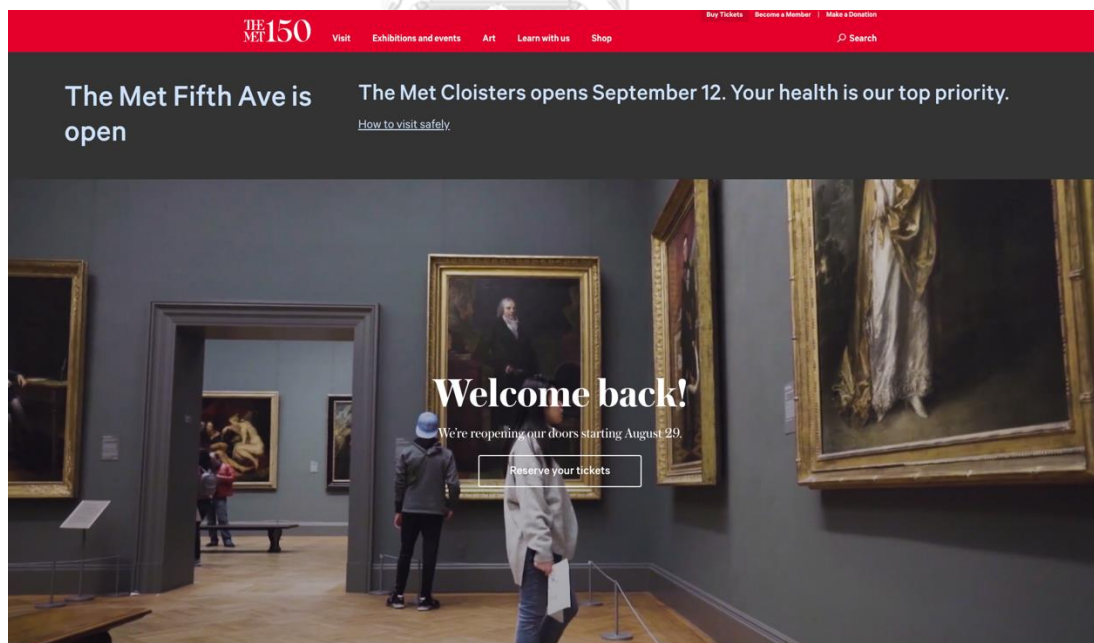 Buy Tickets Become a Member | Make a Donation
THE MET 150
Visit Exhibitions and events Art Learn with us Shop
Search
The Met Fifth Ave is
open
The Met Cloisters opens September 12. Your health is our top priority.
How to visit safely
Welcome back!
We're reopening our doors starting August 29.
Reserve your tickets